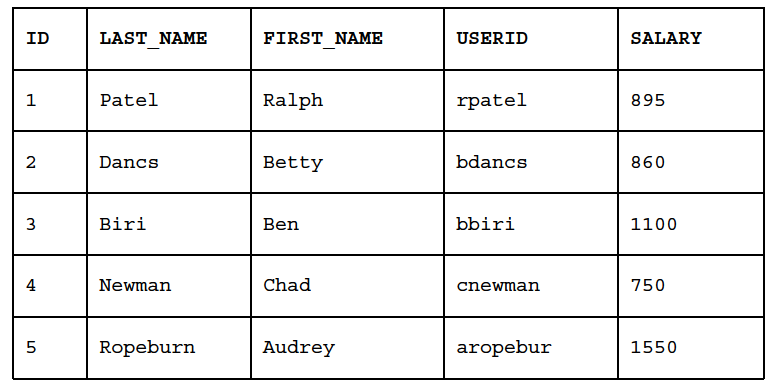 ID LAST_NAME FIRST_NAME USERID SALARY
1 Patel Ralph rpatel 895
2 Dancs Betty bdancs 860
3 Biri Ben bbiri 1100
4 Newman Chad cnewman 750
5 Ropeburn Audrey aropebur 1550